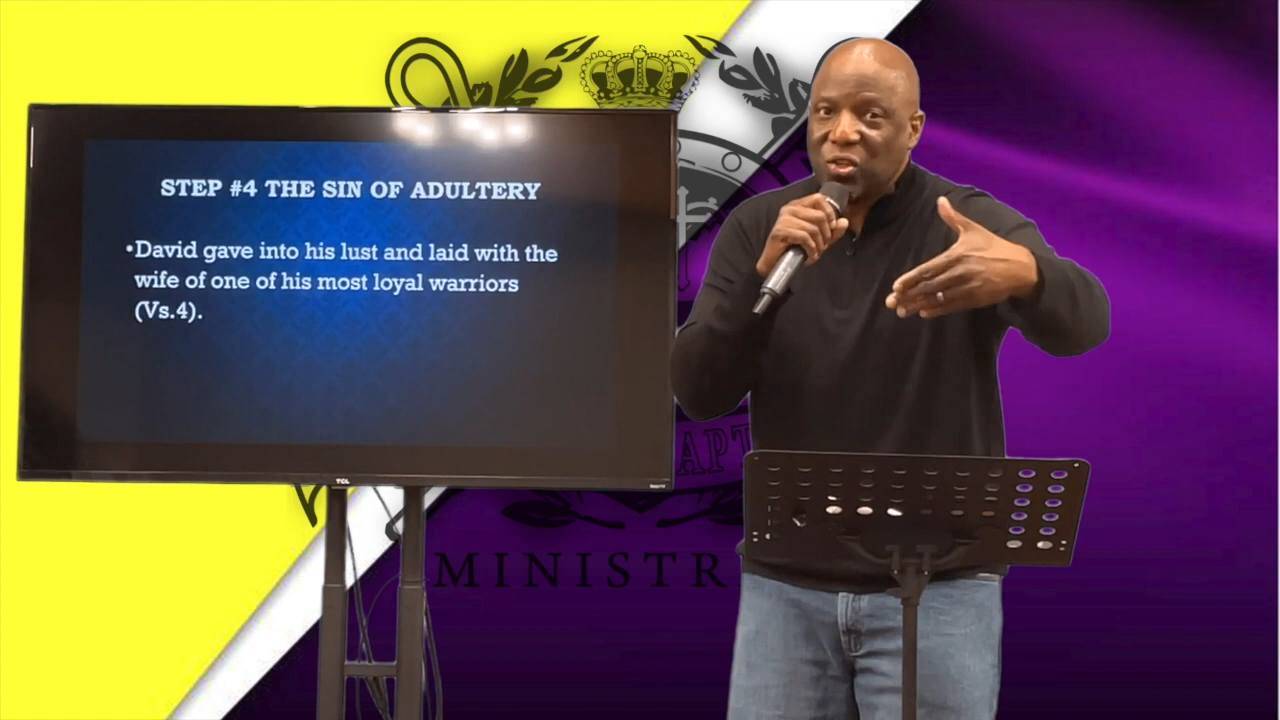 STEP #4 THE SIN OF ADULTERY
•David gave into his lust and laid with the
wife of one of his most loyal warriors
(Vs.4).
TCL
MINISTR